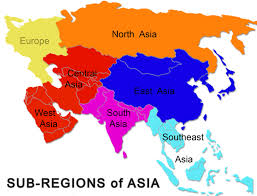 North Asia
Europe
Central
Asia
East Asia
West
Asia
South
Asia
Southeast
Asia
SUB-REGIONS of ASIA